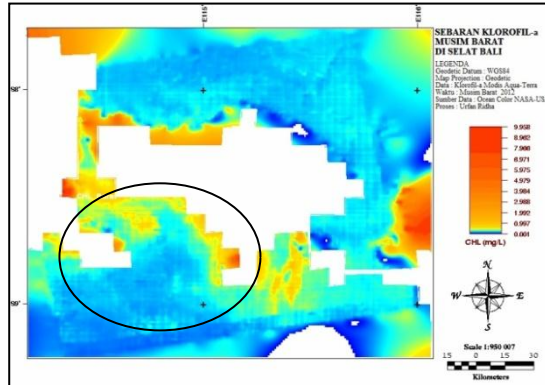 E115°
E116°
S8°
S9°
SEBARAN KLOROFIL-a
MUSIM BARAT
DI SELAT BALI
LEGENDA
Geodetic Datum : WGS84
Map Projection : Geodetic
Data : Klorofil-a Modis Aqua-Terra
Waktu : Musim Barat 2012
Sumber Data : Ocean Color NASA-USA
Proses : Urfan Ridha
9.958
8.962
7.966
6.971
5.975
4.979
3.984
2.988
1.992
0.997
0.001
CHL (mg/L)
N
W E
S
Scale 1:950 007
15 0 15 30
Kilometers